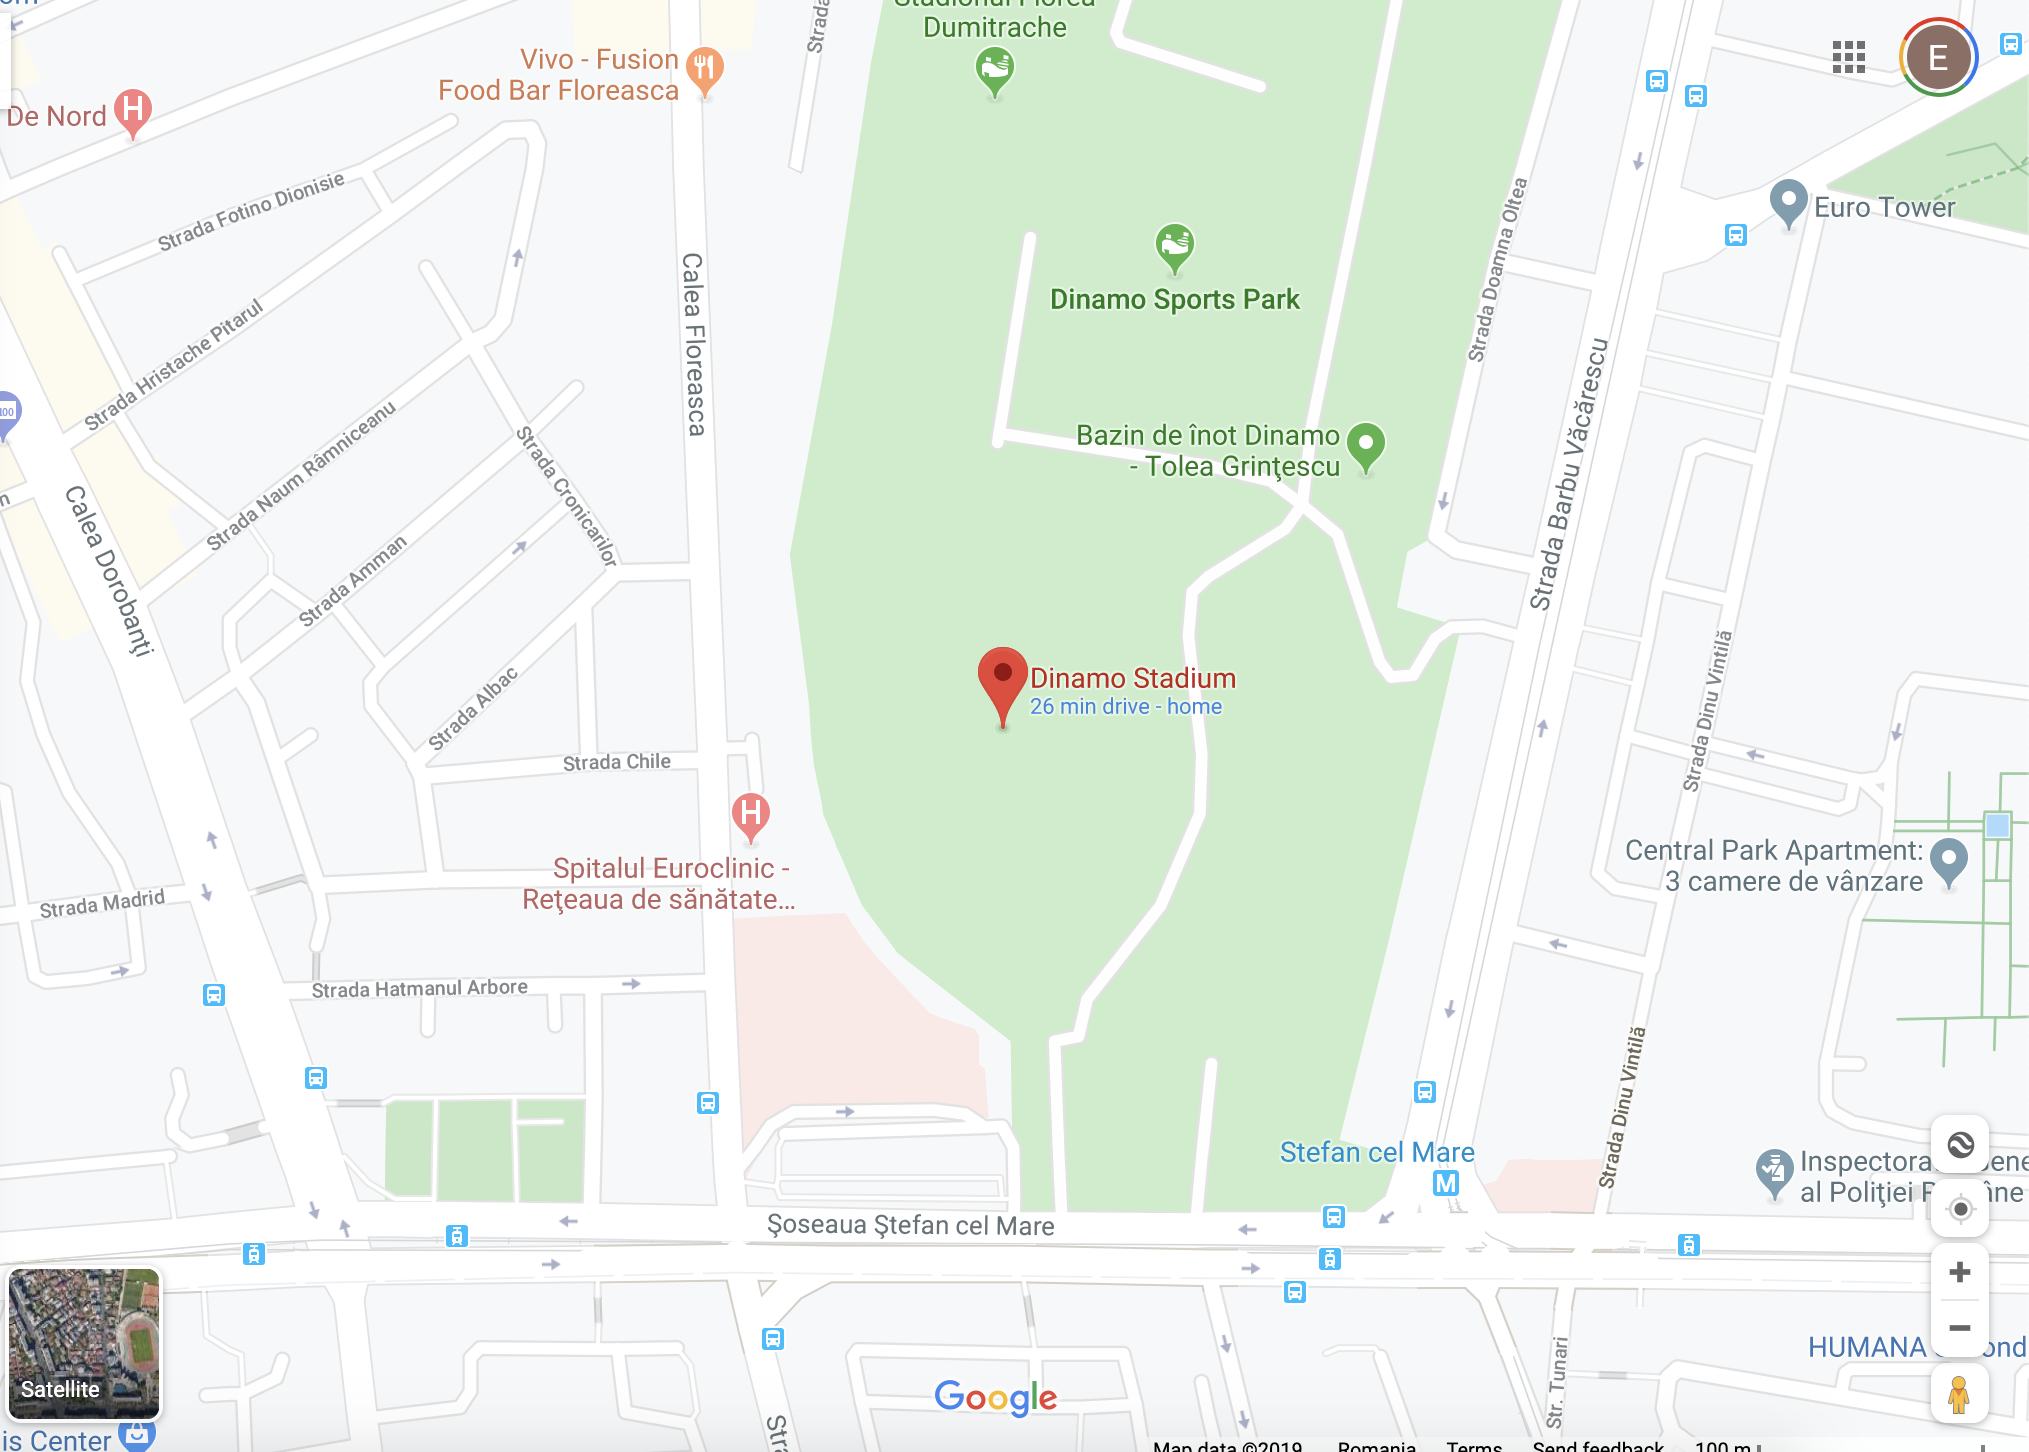 Stadionul Florea
Dumitrache
Strada
Vivo - Fusion
Food Bar Floreasca
De Nord
H
E
Euro Tower
Strada Fotino Dionisie
Strada Doamna Oltea
Dinamo Sports Park
Calea Floreasca
Strada Hristache Pitarul
Strada Barbu Văcărescu
Strada Naum Râmniceanu
Strada Cronicarilor
Bazin de înot Dinamo
- Tolea Grințescu
Calea Dorobanți
Strada Amman
Strada Albac
Dinamo Stadium
26 min drive - home
Strada Dinu Vintilă
Strada Chile
H
Spitalul Euroclinic -
Rețeaua de sănătate...
Central Park Apartment:
3 camere de vânzare
Strada Madrid
Strada Hatmanul Arbore
Strada Dinu Vintilă
Stefan cel Mare
M
Inspectora
al Poliției
Șoseaua Ștefan cel Mare
Satellite
HUMANA
Str. Tunari
Google
is Center
Map data ©2019 Romania Terms Send feedback 100 m